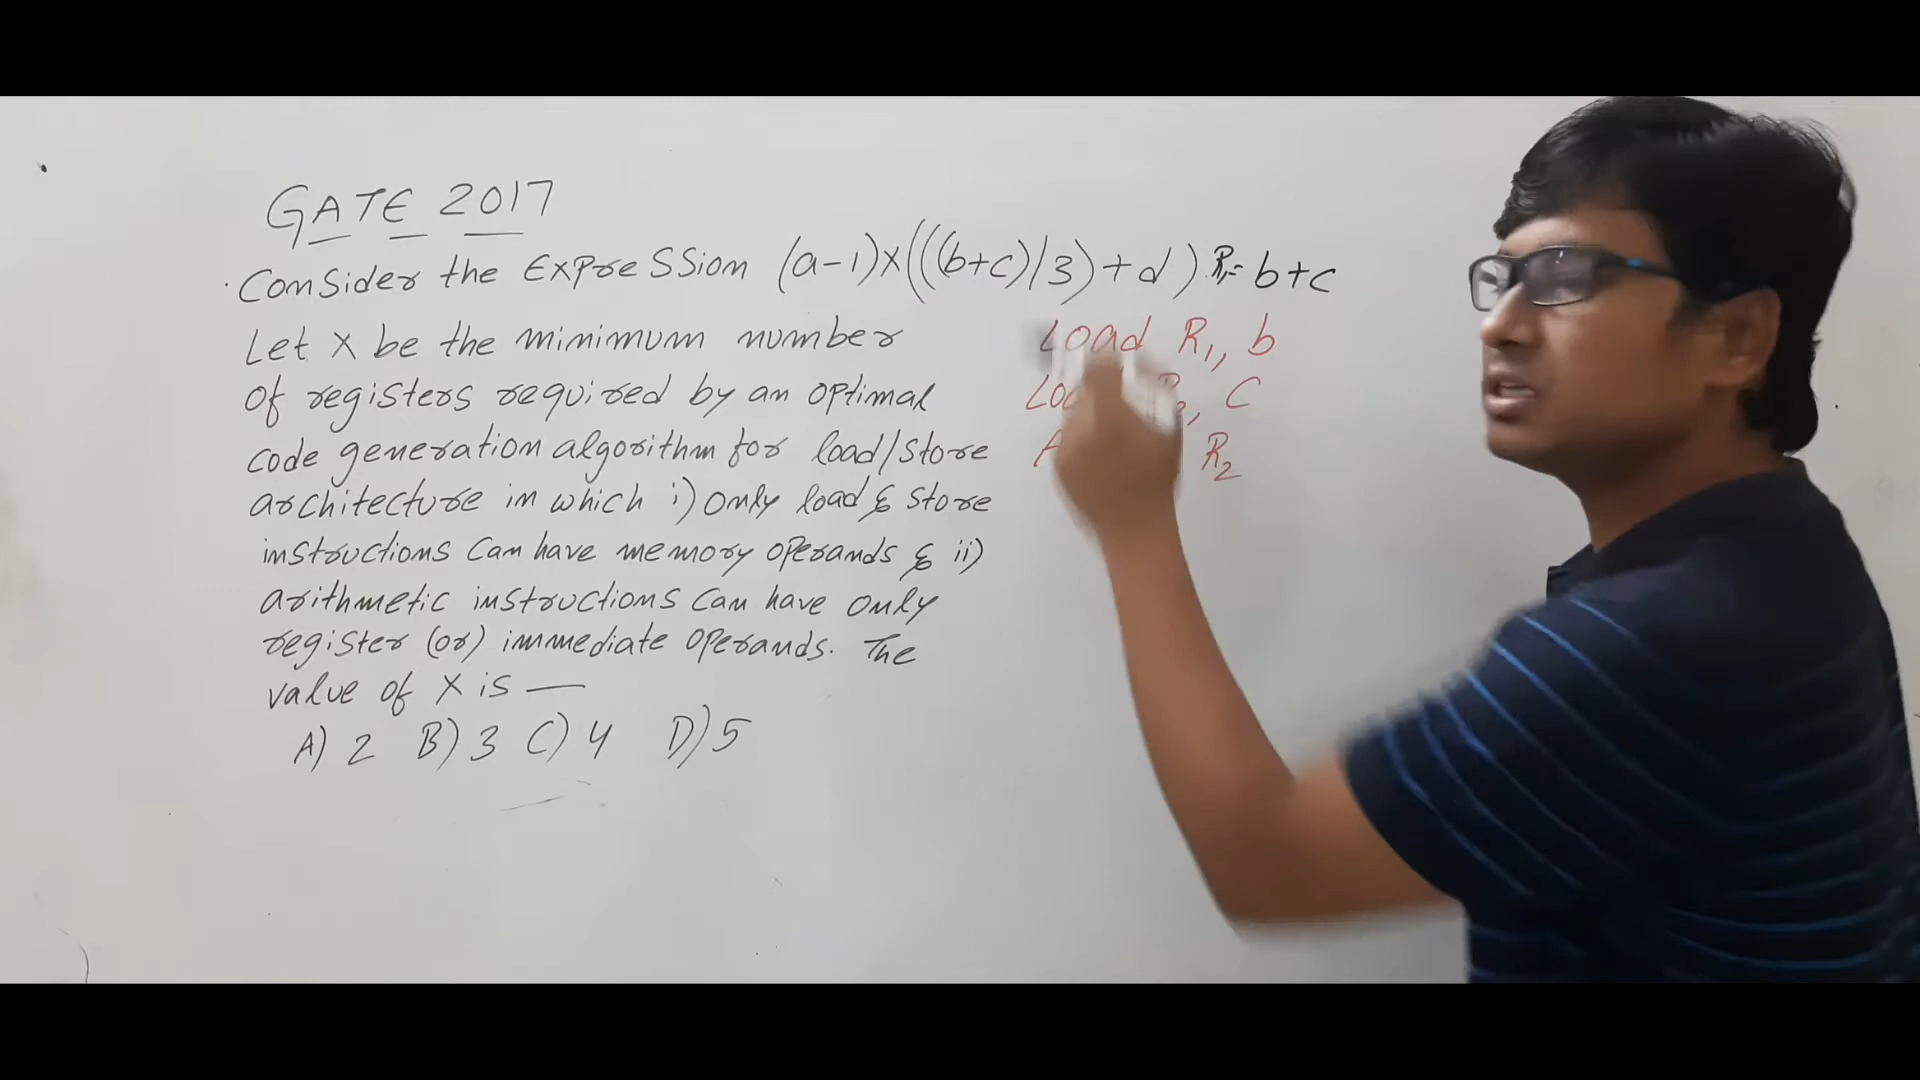 GATE 2017
Consider the Expression (a-1)X(((b+c)/3)+d) R1= b+c
Let X be the minimum number
of registers required by an optimal
code generation algorithm for load/store
architecture in which i) only load & store
instructions can have memory operands & ii)
arithmetic instructions can have only
register (or) immediate operands. The
value of X is —
A) 2 B) 3 C) 4 D) 5
Load R1, b
C
R2